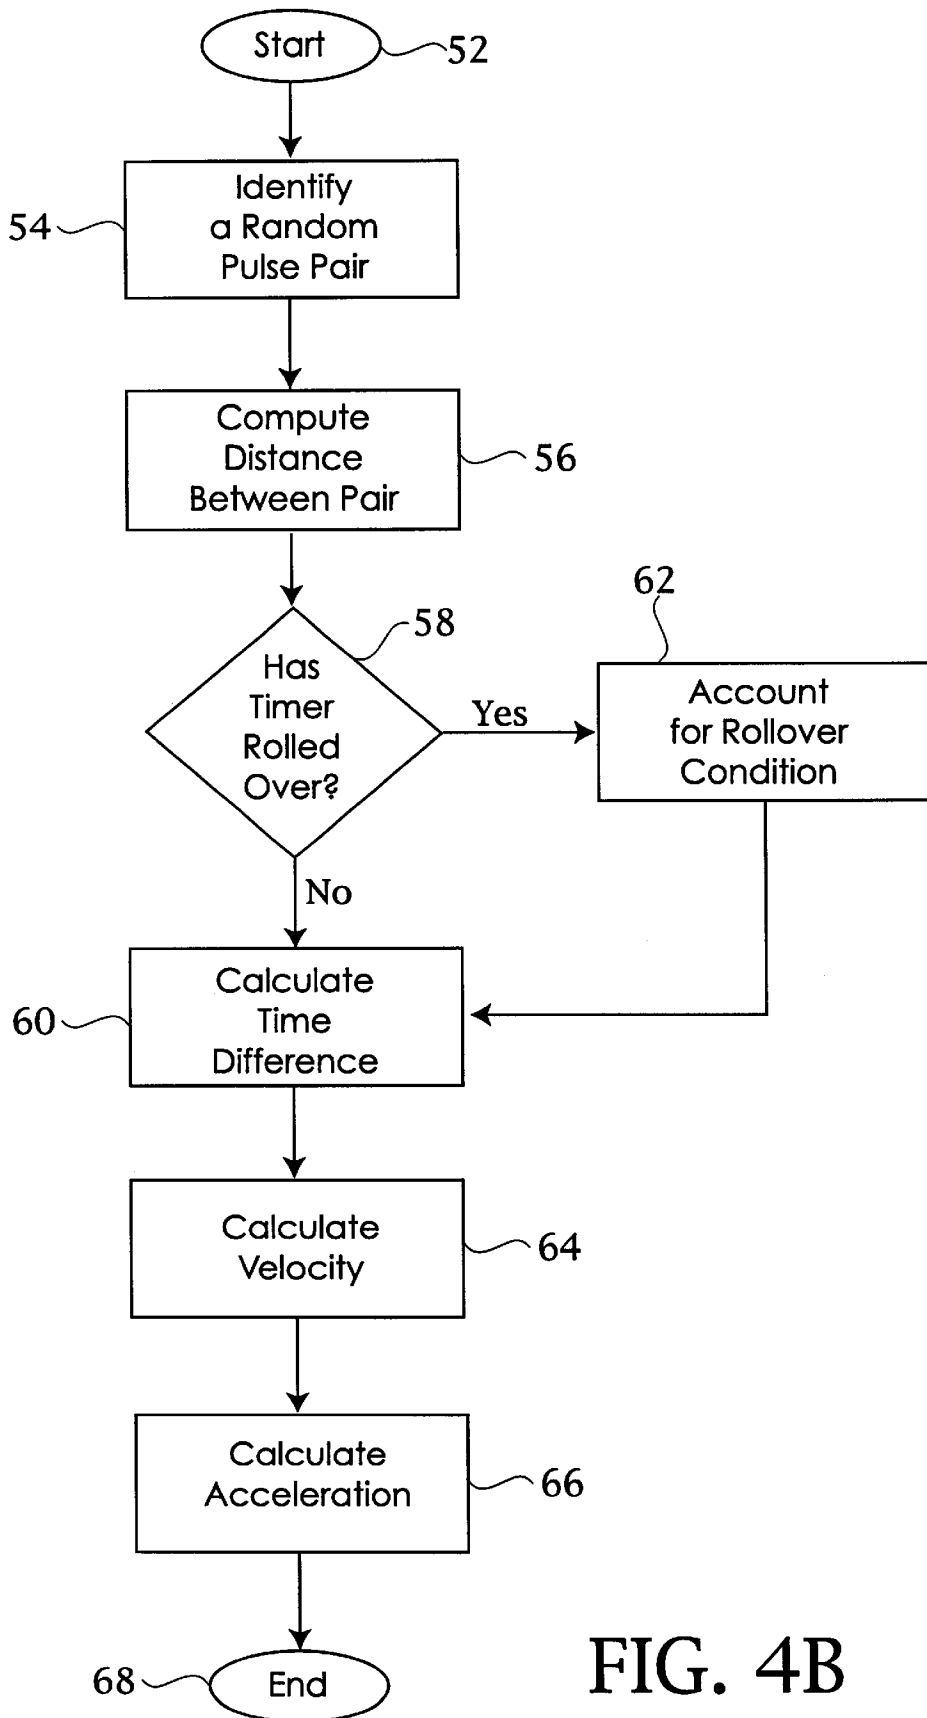 Start
52
Identify
a Random
Pulse Pair
54
Compute
Distance
Between Pair
56
Has
Timer
Rolled
Over?
58
Yes
62
Account
for Rollover
Condition
No
Calculate
Time
Difference
60
Calculate
Velocity
64
Calculate
Acceleration
66
End
68
FIG. 4B